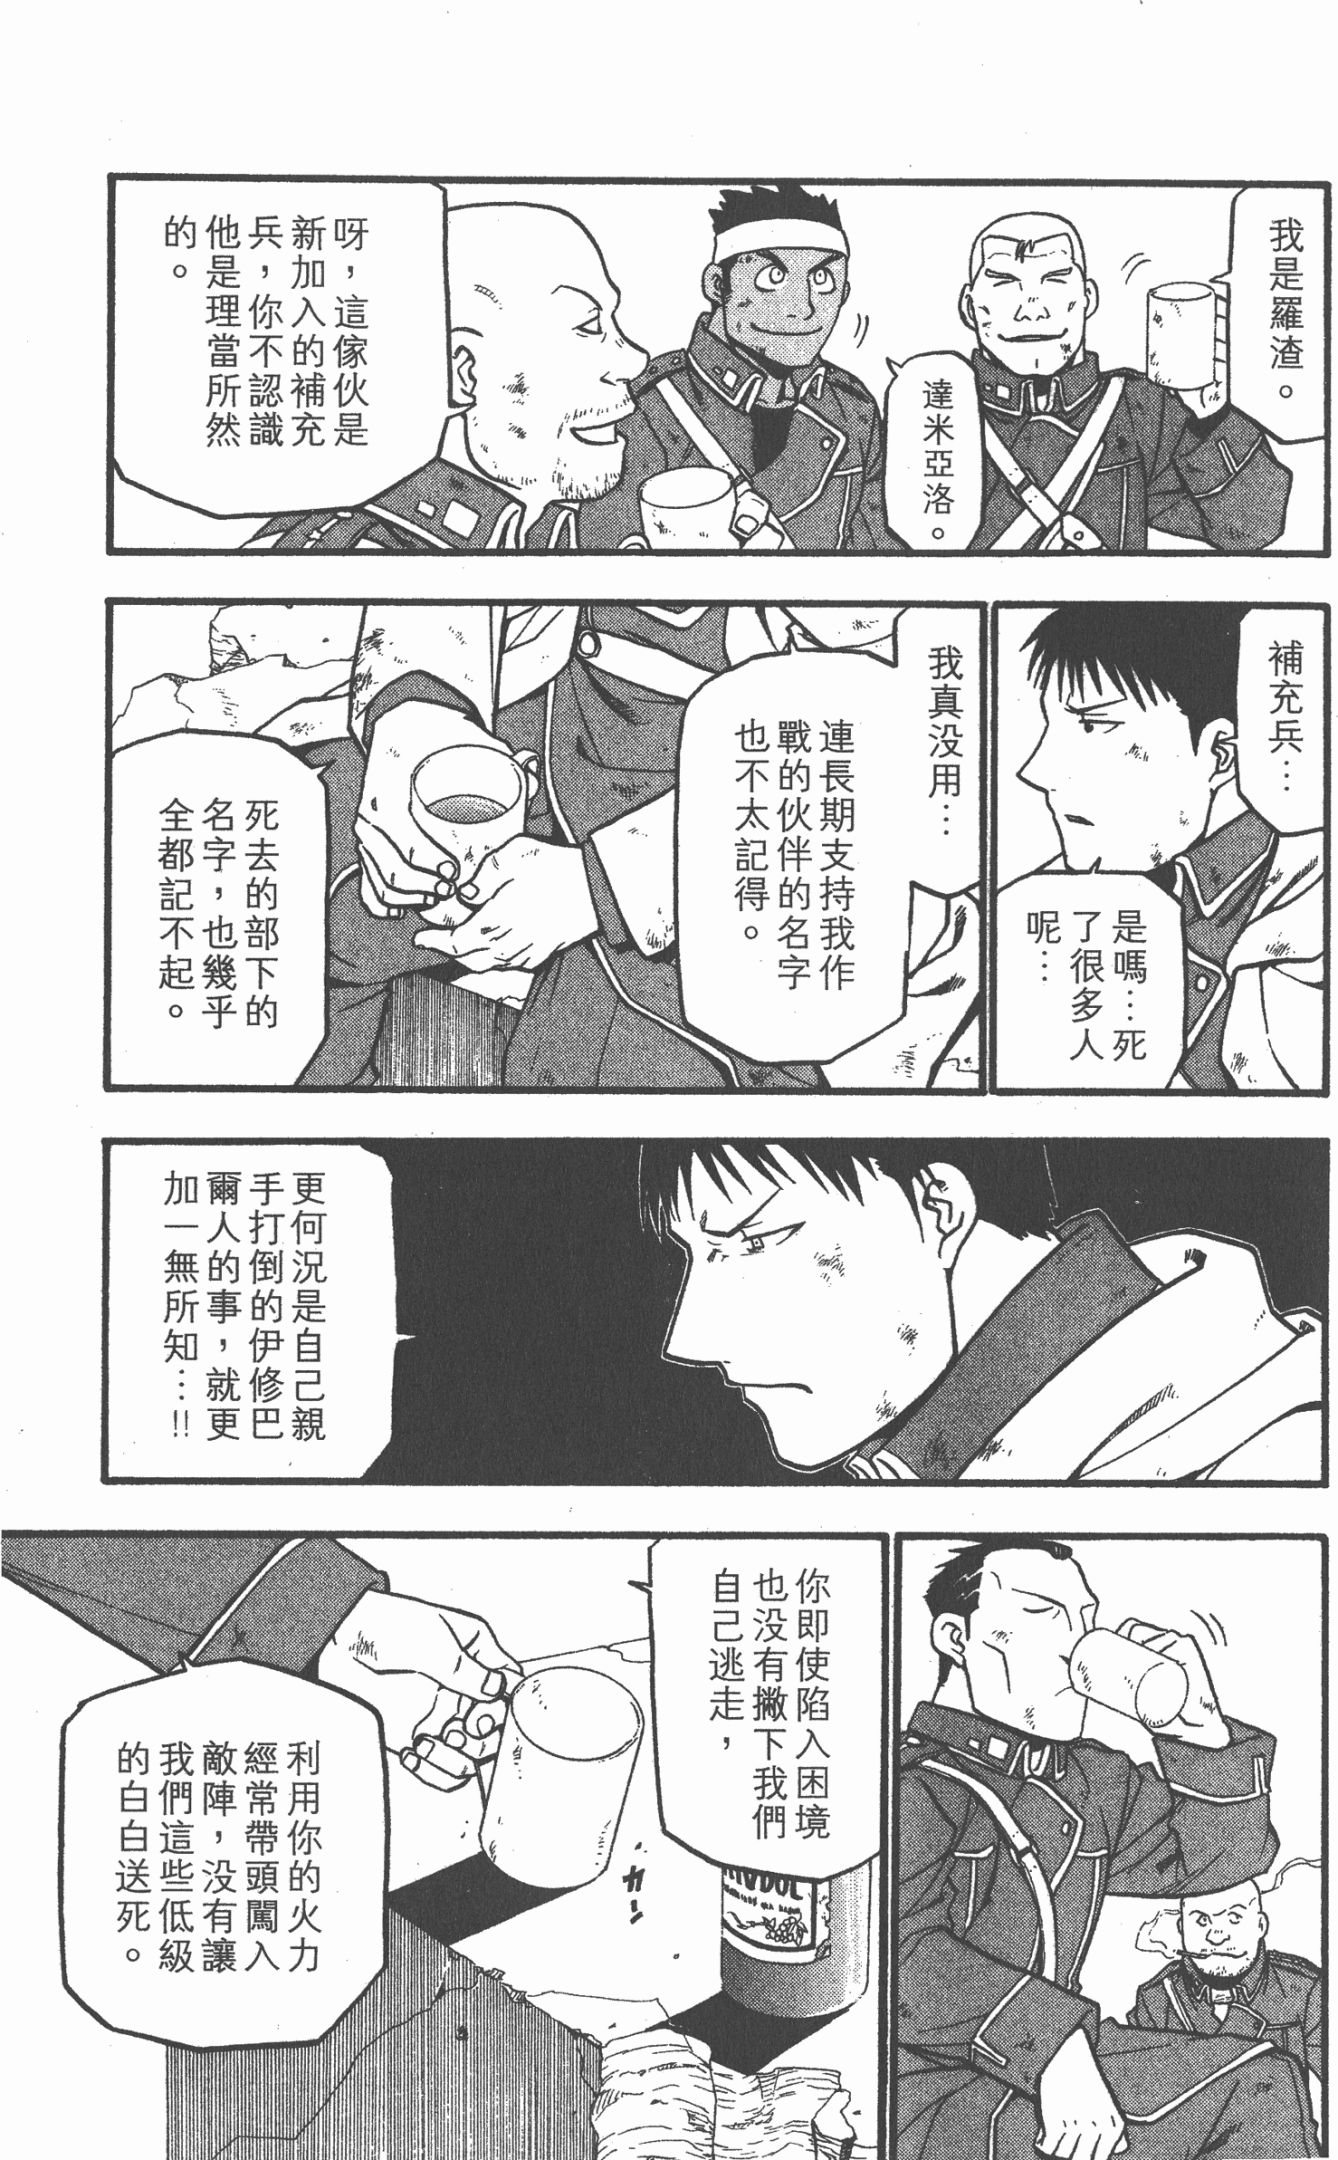 我是羅渣。
達米亞洛。
呀，這傢伙是
新加入的補充
兵，你不認識
他是理當所然
的。
補充兵…
是嗎…死
了很多人
呢…
我真没用…
連長期支持我作
戰的伙伴的名字
也不太記得。
死去的部下的
名字，也幾乎
全都記不起。
更何況是自己親
手打倒的伊修巴
爾人的事，就更
加一無所知…!!
你即使陷入困境
也没有撇下我們
自己逃走，
利用你的火力
經常帶頭闖入
敵陣，没有讓
我們這些低級
的白白送死。
カン